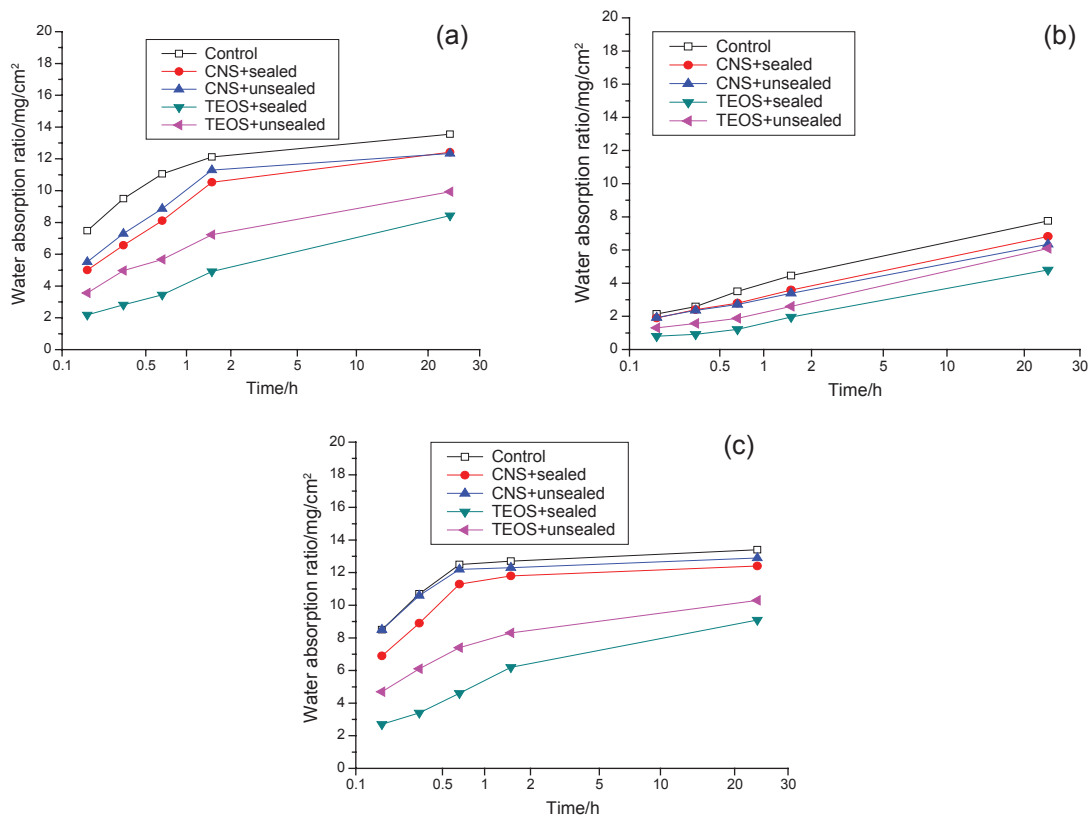 (a)
Control
CNS+sealed
CNS+unsealed
TEOS+sealed
TEOS+unsealed
20
18
16
14
12
10
8
6
4
2
0
Water absorption ratio/mg/cm²
0.1 0.5 1 2 5 10 20 30
Time/h
(b)
Control
CNS+sealed
CNS+unsealed
TEOS+sealed
TEOS+unsealed
20
18
16
14
12
10
8
6
4
2
0
Water absorption ratio/mg/cm²
0.1 0.5 1 2 5 10 20 30
Time/h
(c)
Control
CNS+sealed
CNS+unsealed
TEOS+sealed
TEOS+unsealed
20
18
16
14
12
10
8
6
4
2
0
Water absorption ratio/mg/cm²
0.1 0.5 1 2 5 10 20 30
Time/h